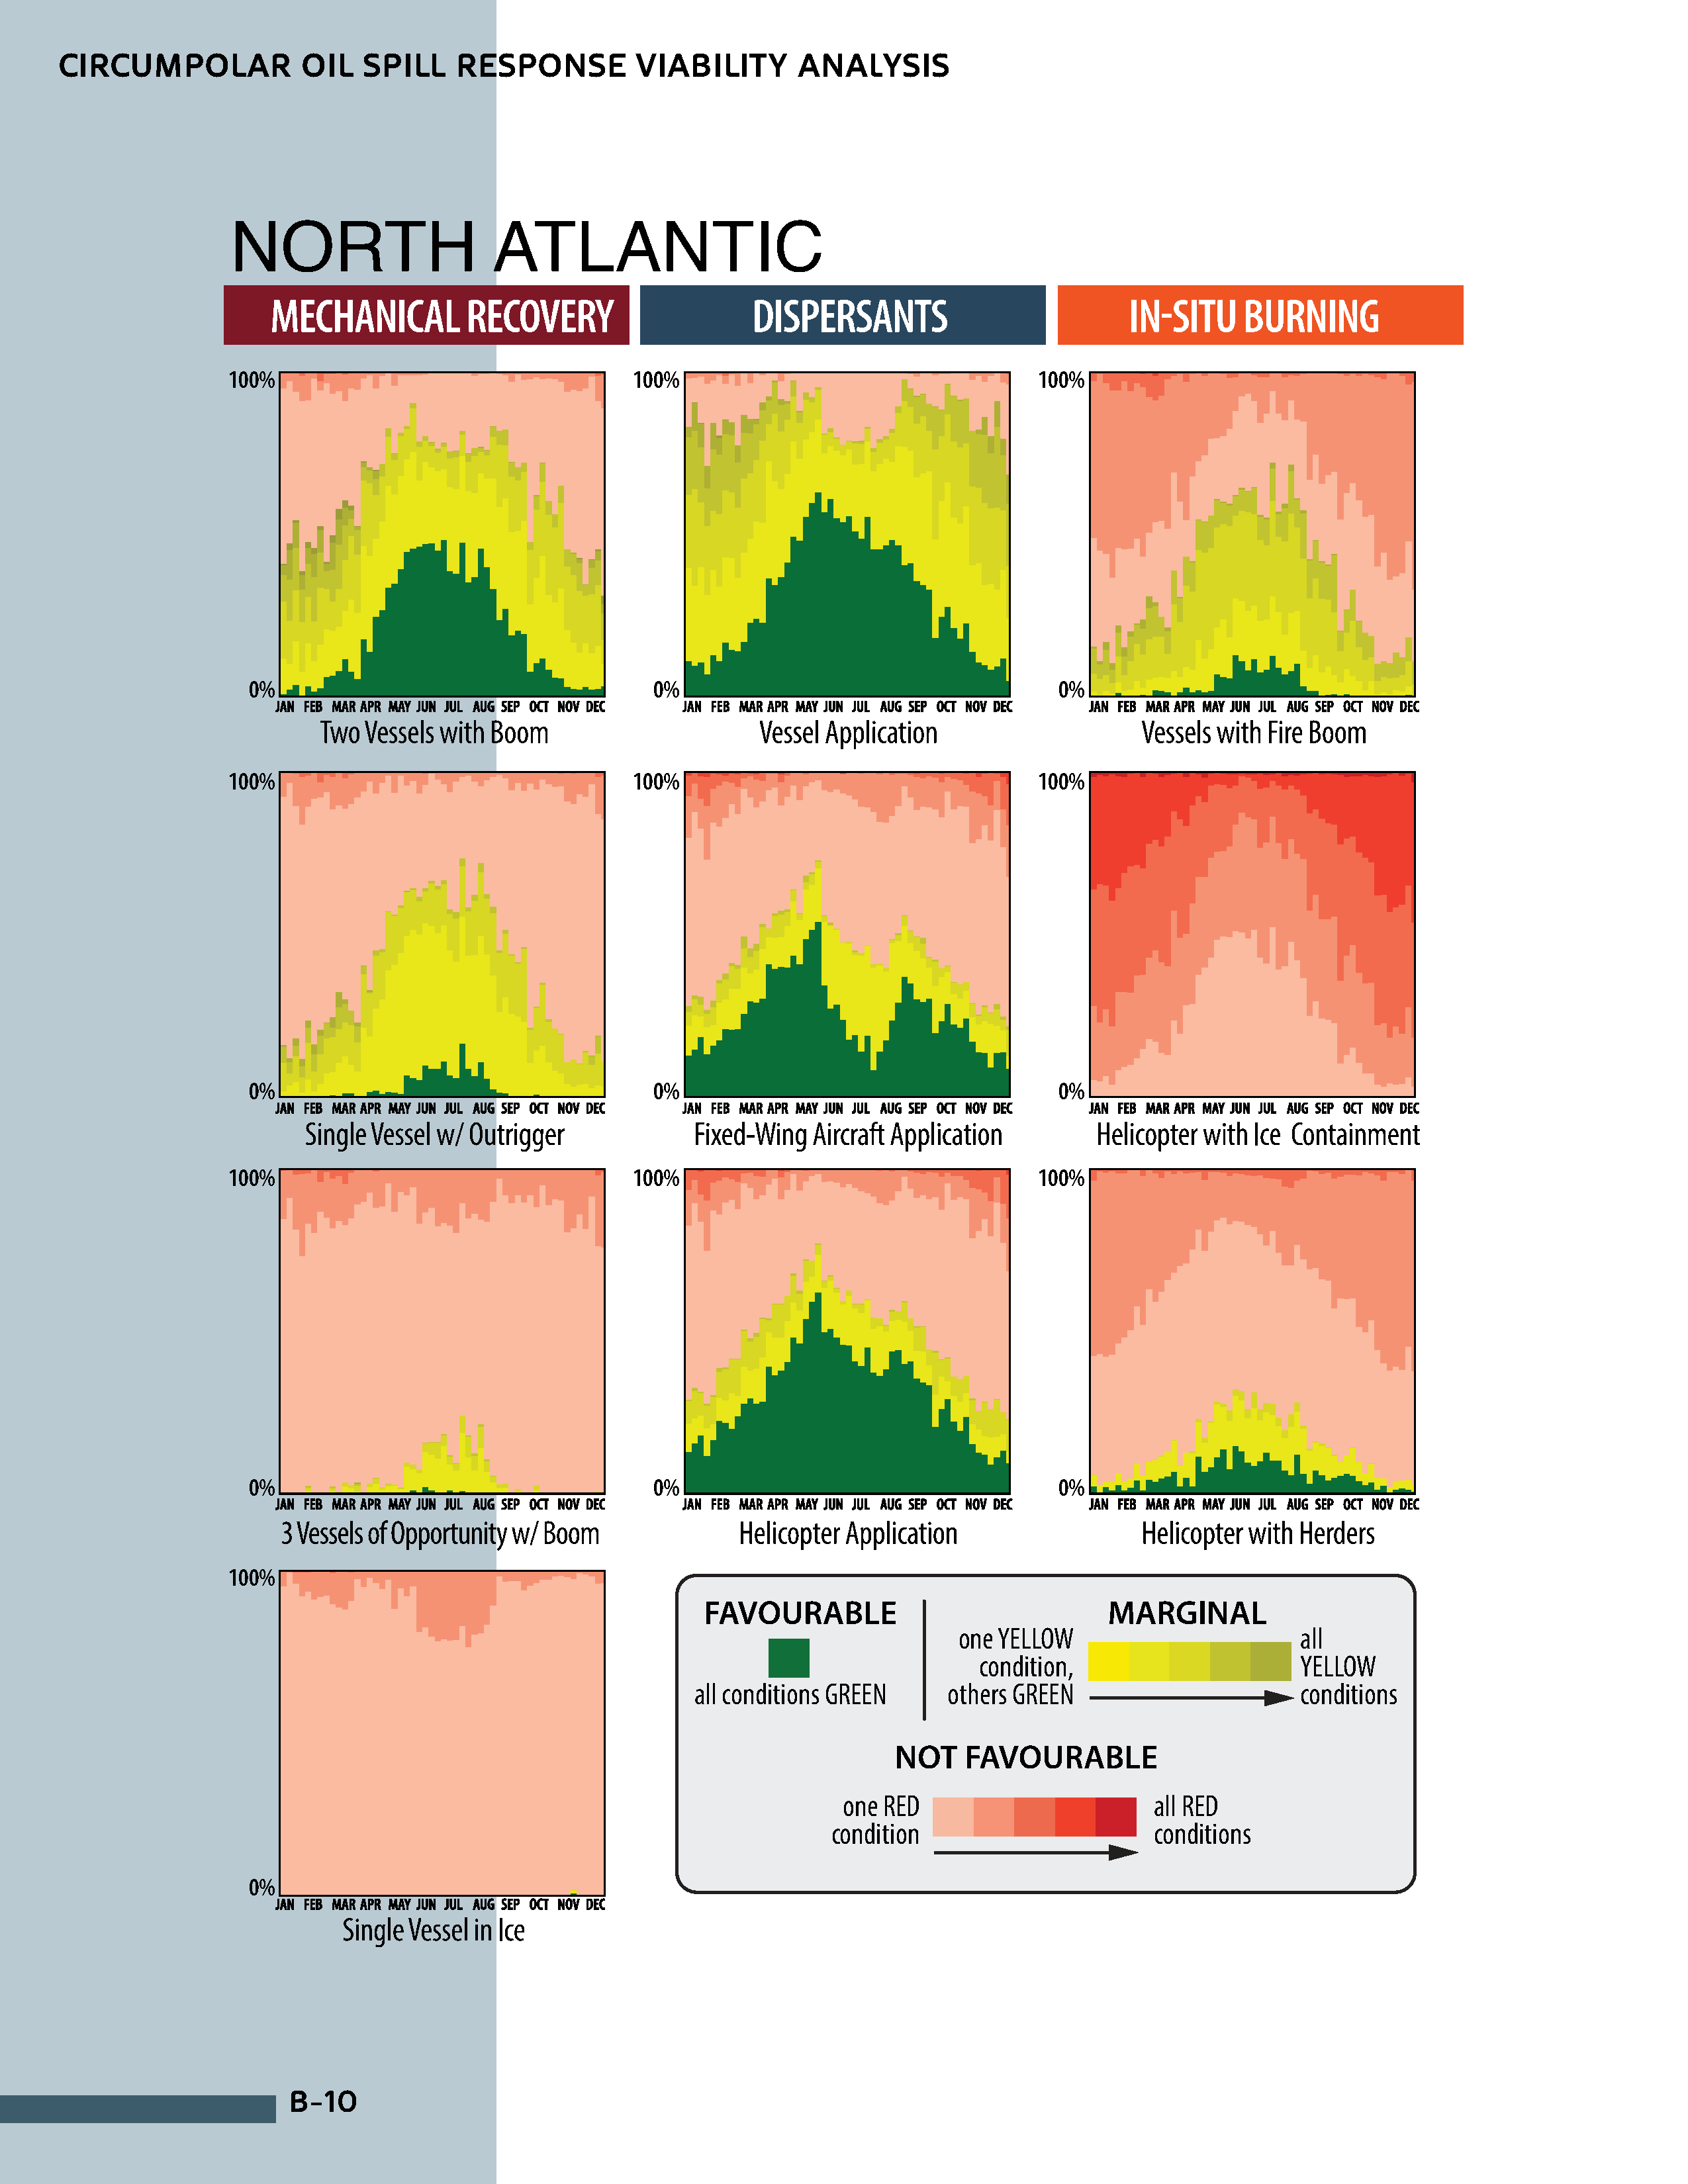 CIRCUMPOLAR OIL SPILL RESPONSE VIABILITY ANALYSIS
NORTH ATLANTIC
MECHANICAL RECOVERY
DISPERSANTS
IN-SITU BURNING
100%
0%
JAN FEB MAR APR MAY JUN JUL AUG SEP OCT NOV DEC
Two Vessels with Boom
100%
0%
JAN FEB MAR APR MAY JUN JUL AUG SEP OCT NOV DEC
Vessel Application
100%
0%
JAN FEB MAR APR MAY JUN JUL AUG SEP OCT NOV DEC
Vessels with Fire Boom
100%
0%
JAN FEB MAR APR MAY JUN JUL AUG SEP OCT NOV DEC
Single Vessel w/ Outrigger
100%
0%
JAN FEB MAR APR MAY JUN JUL AUG SEP OCT NOV DEC
Fixed-Wing Aircraft Application
100%
0%
JAN FEB MAR APR MAY JUN JUL AUG SEP OCT NOV DEC
Helicopter with Ice Containment
100%
0%
JAN FEB MAR APR MAY JUN JUL AUG SEP OCT NOV DEC
3 Vessels of Opportunity w/ Boom
100%
0%
JAN FEB MAR APR MAY JUN JUL AUG SEP OCT NOV DEC
Helicopter Application
100%
0%
JAN FEB MAR APR MAY JUN JUL AUG SEP OCT NOV DEC
Helicopter with Herders
100%
0%
JAN FEB MAR APR MAY JUN JUL AUG SEP OCT NOV DEC
Single Vessel in Ice
FAVOURABLE
all conditions GREEN
MARGINAL
one YELLOW
condition,
others GREEN
all
YELLOW
conditions
NOT FAVOURABLE
one RED
condition
all RED
conditions
B-10